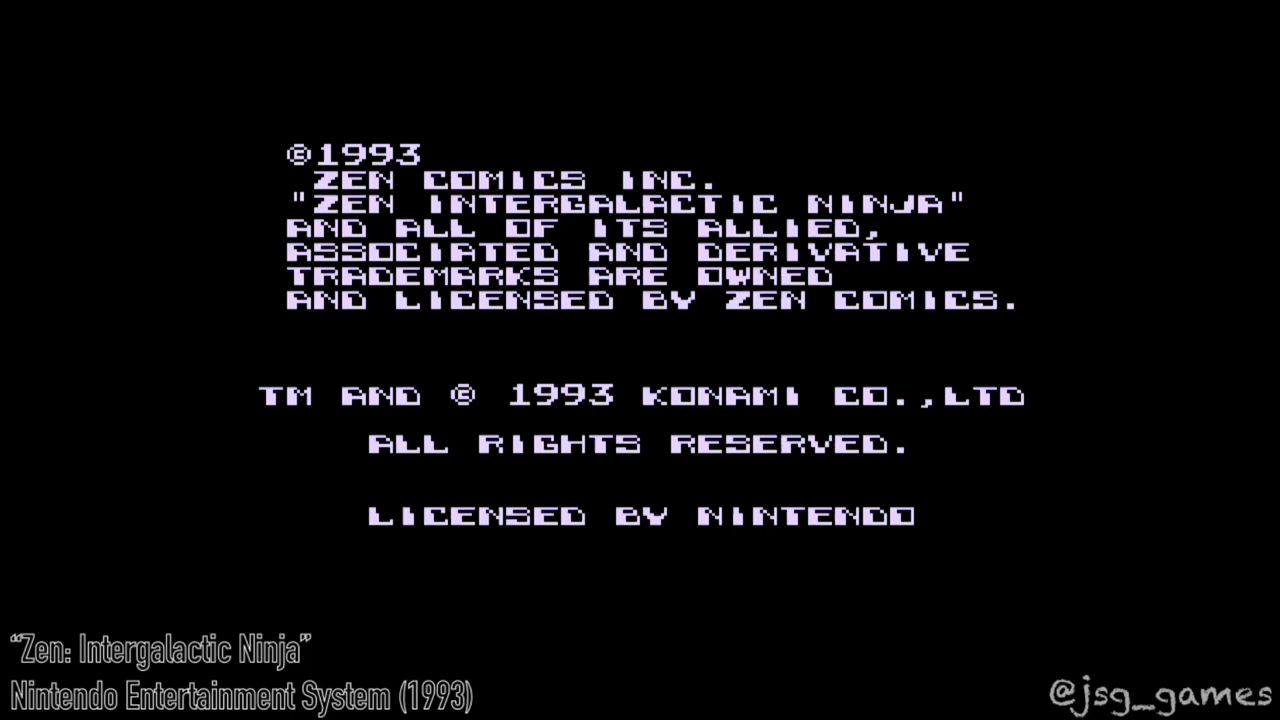 ©1993
ZEN COMICS INC.
"ZEN INTERGALACTIC NINJA"
AND ALL OF ITS ALLIED,
ASSOCIATED AND DERIVATIVE
TRADEMARKS ARE OWNED
AND LICENSED BY ZEN COMICS.
TM AND © 1993 KONAMI CO.,LTD
ALL RIGHTS RESERVED.
LICENSED BY NINTENDO
“Zen: Intergalactic Ninja”
Nintendo Entertainment System (1993)
@jsg_games